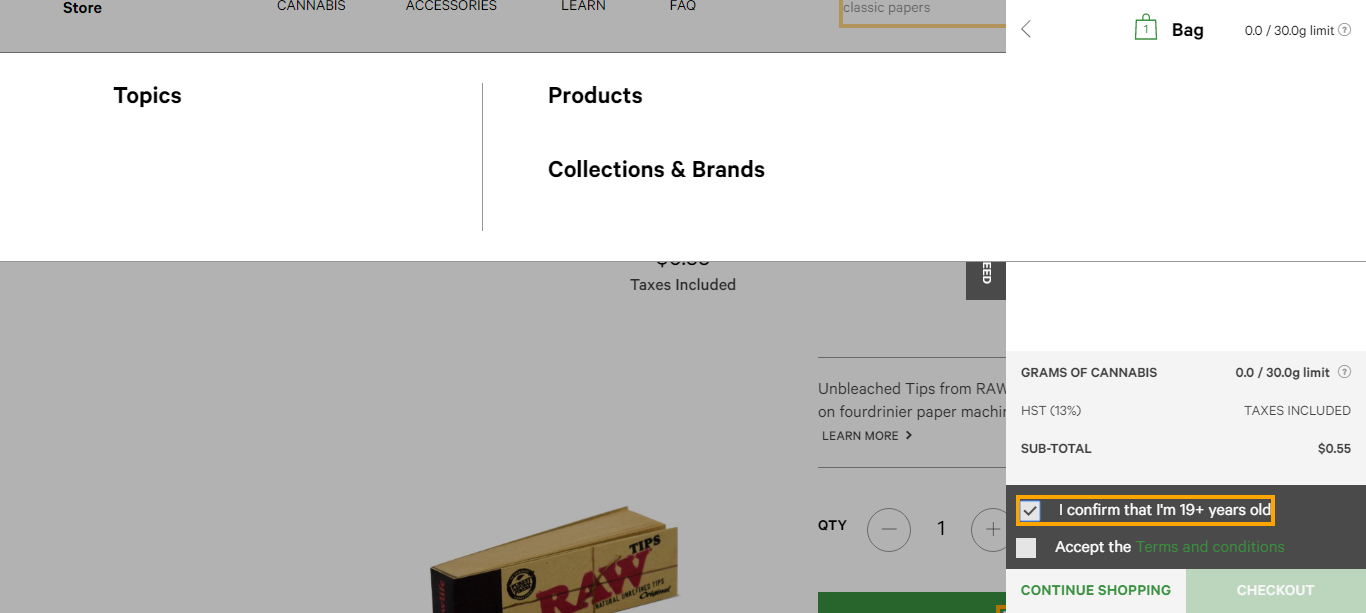 Store
CANNABIS
ACCESSORIES
LEARN
FAQ
classic papers
1
Bag
0.0 / 30.0g limit ?
Topics
Products
Collections & Brands
Taxes Included
EED
Unbleached Tips from RAW
on fourdrinier paper machin
LEARN MORE
QTY
1
TIPS
RAW
NATURAL UNREFINED TIPS
Original
GRAMS OF CANNABIS
0.0 / 30.0g limit ?
HST (13%)
TAXES INCLUDED
SUB-TOTAL
$0.55
I confirm that I'm 19+ years old
Accept the Terms and conditions
CONTINUE SHOPPING
CHECKOUT